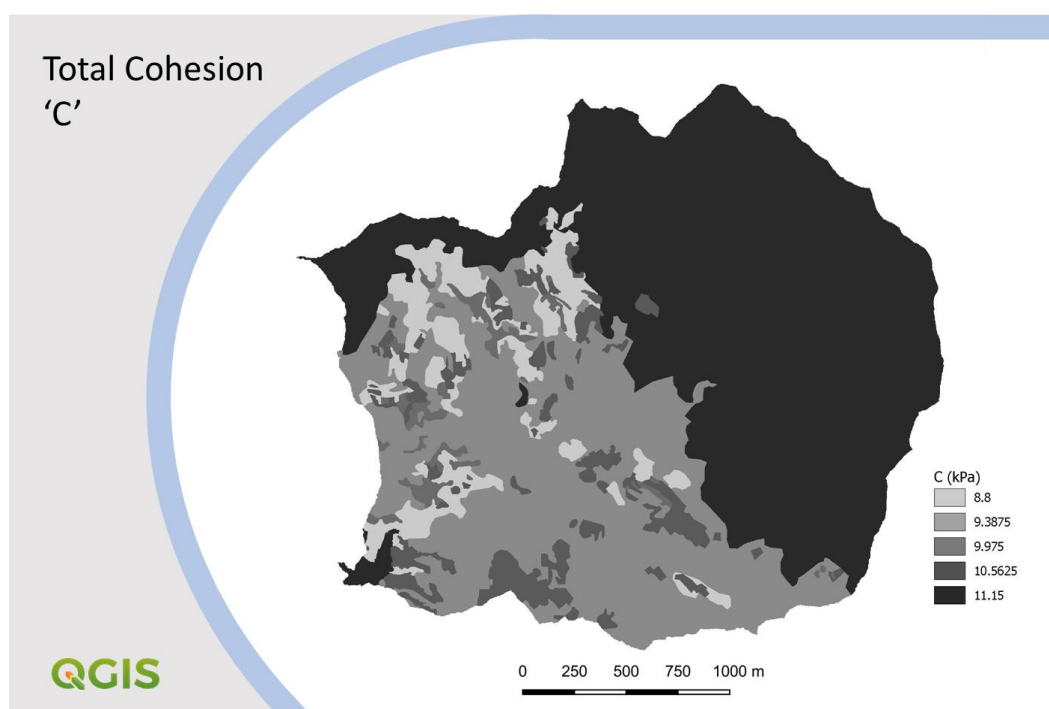 Total Cohesion
‘C’
C (kPa)
8.8
9.3875
9.975
10.5625
11.15
0 250 500 750 1000 m
QGIS